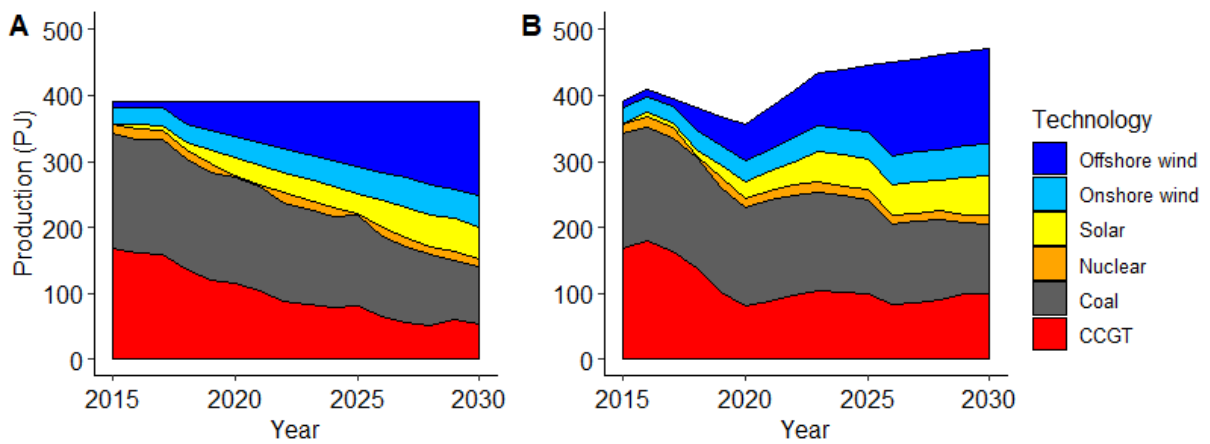 A
B
Production (PJ)
500
400
300
200
100
0
2015
2020
2025
2030
Year
500
400
300
200
100
0
2015
2020
2025
2030
Year
Technology
Offshore wind
Onshore wind
Solar
Nuclear
Coal
CCGT